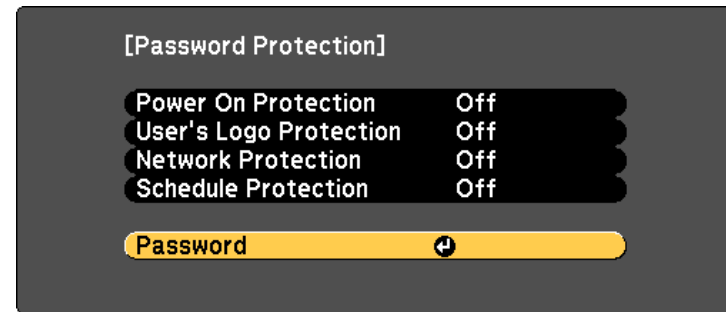 [Password Protection]
Power On Protection Off
User's Logo Protection Off
Network Protection Off
Schedule Protection Off
Password